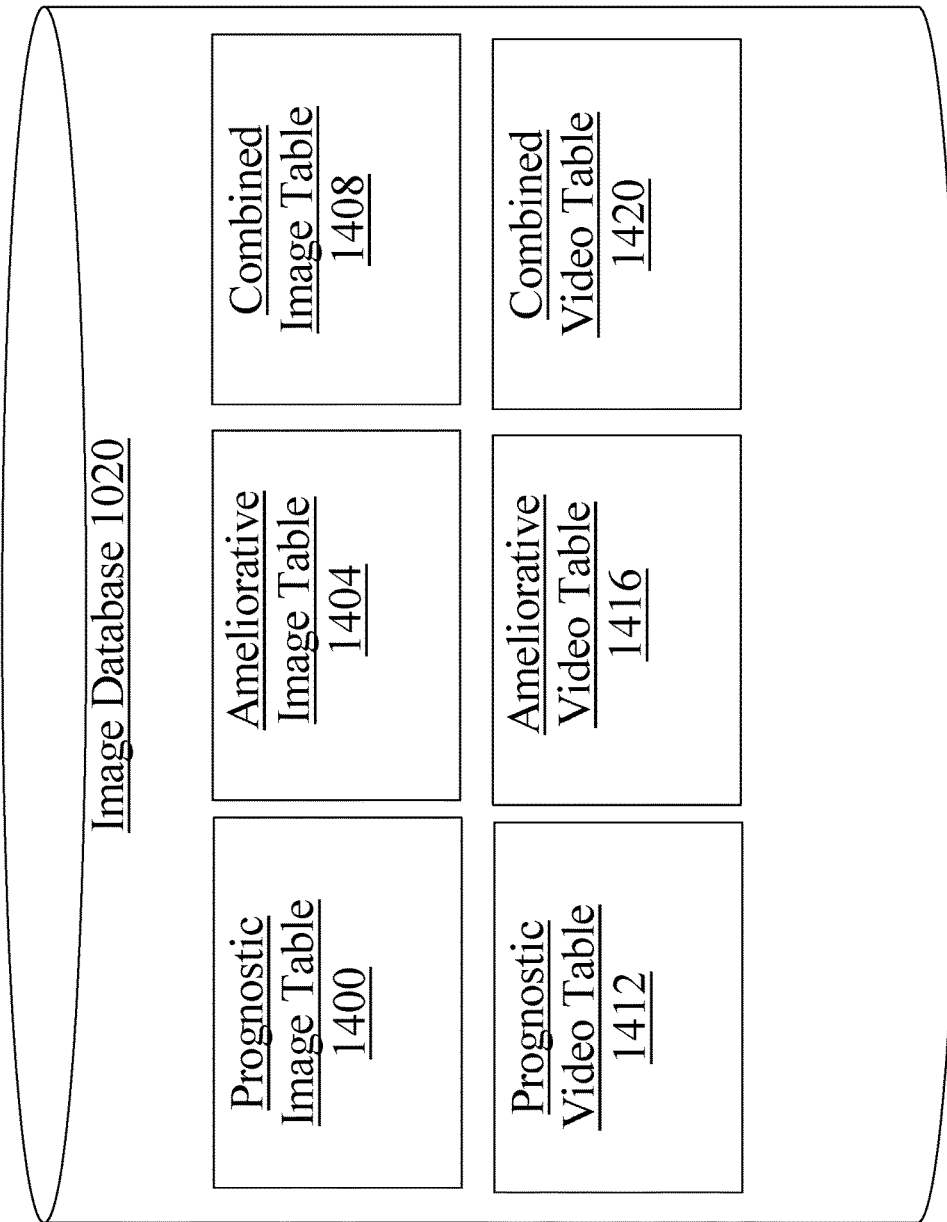 Image Database 1020
Prognostic
Image Table
1400
Ameliorative
Image Table
1404
Combined
Image Table
1408
Prognostic
Video Table
1412
Ameliorative
Video Table
1416
Combined
Video Table
1420